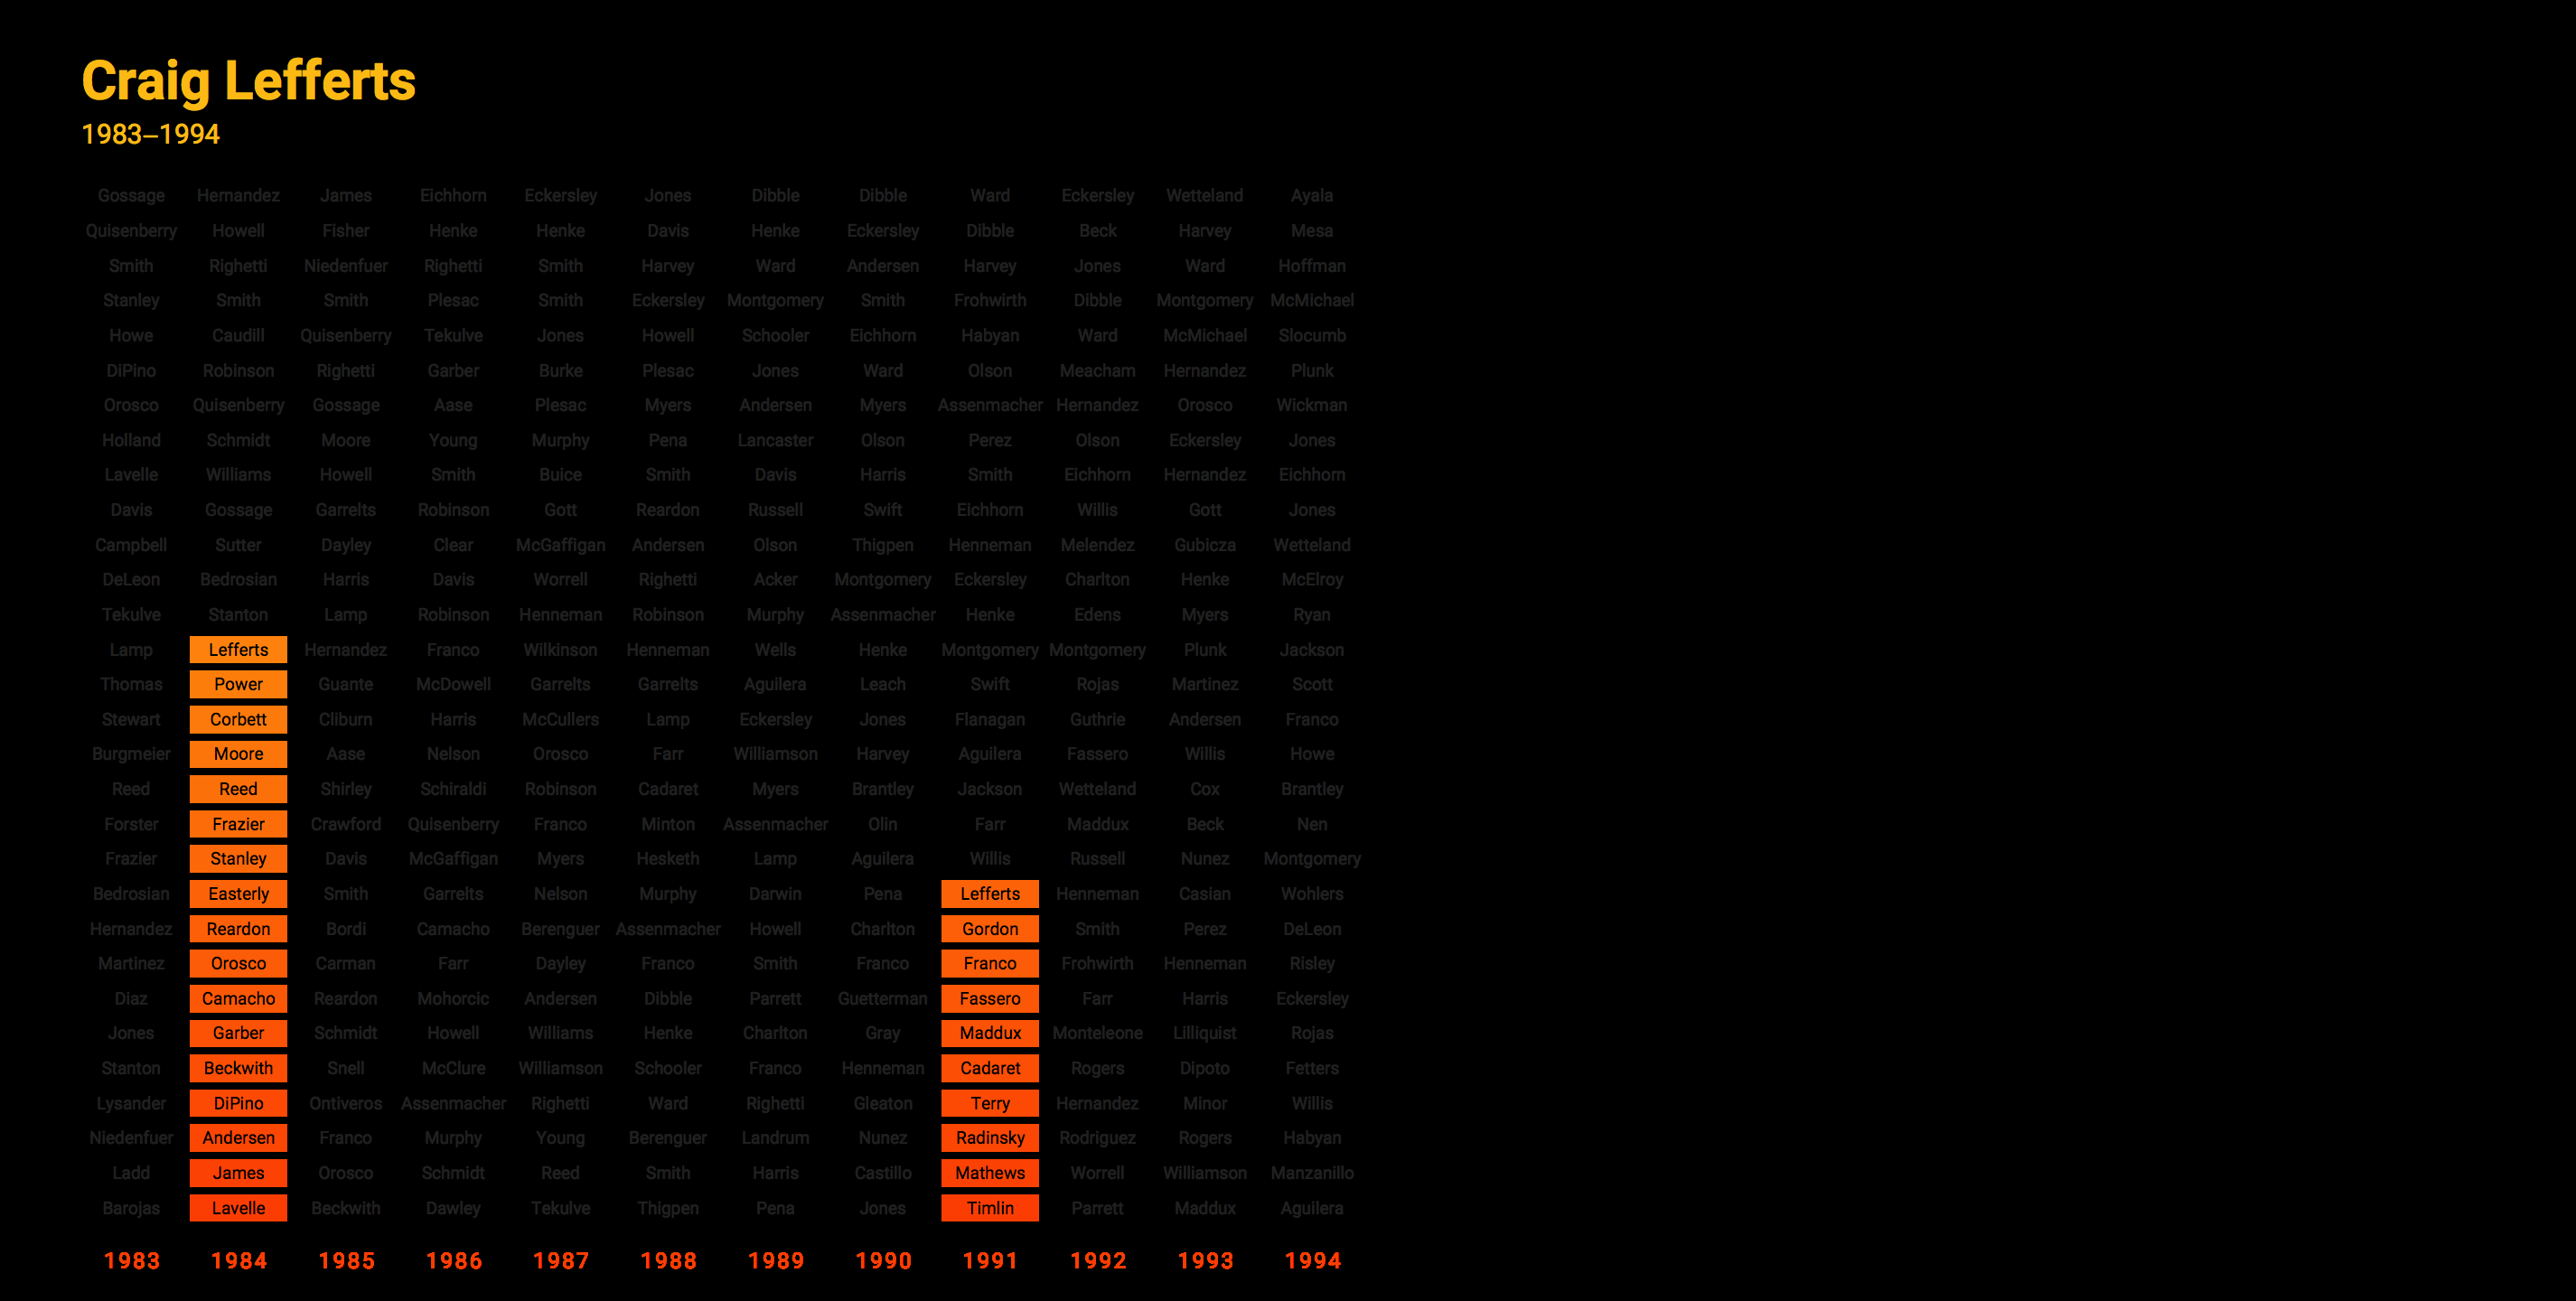 Craig Lefferts
1983–1994
Gossage Hernandez James Eichhorn Eckersley Jones Dibble Dibble Ward Eckersley Wetteland Ayala
Quisenberry Howell Fisher Henke Henke Davis Henke Eckersley Dibble Beck Harvey Mesa
Smith Righetti Niedenfuer Righetti Smith Harvey Ward Andersen Harvey Jones Ward Hoffman
Stanley Smith Smith Plesac Smith Eckersley Montgomery Smith Frohwirth Dibble Montgomery McMichael
Howe Caudill Quisenberry Tekulve Jones Howell Schooler Eichhorn Habyan Ward McMichael Slocumb
DiPino Robinson Righetti Garber Burke Plesac Jones Ward Olson Meacham Hernandez Plunk
Orosco Quisenberry Gossage Aase Plesac Myers Andersen Myers Assenmacher Hernandez Orosco Wickman
Holland Schmidt Moore Young Murphy Pena Lancaster Olson Perez Olson Eckersley Jones
Lavelle Williams Howell Smith Buice Smith Davis Harris Smith Eichhorn Hernandez Eichhorn
Davis Gossage Garrelts Robinson Gott Reardon Russell Swift Eichhorn Willis Gott Jones
Campbell Sutter Dayley Clear McGaffigan Andersen Olson Thigpen Henneman Melendez Gubicza Wetteland
DeLeon Bedrosian Harris Davis Worrell Righetti Acker Montgomery Eckersley Charlton Henke McElroy
Tekulve Stanton Lamp Robinson Henneman Robinson Murphy Assenmacher Henke Edens Myers Ryan
Lamp Lefferts Hernandez Franco Wilkinson Henneman Wells Henke Montgomery Montgomery Plunk Jackson
Thomas Power Guante McDowell Garrelts Garrelts Aguilera Leach Swift Rojas Martinez Scott
Stewart Corbett Cliburn Harris McCullers Lamp Eckersley Jones Flanagan Guthrie Andersen Franco
Burgmeier Moore Aase Nelson Orosco Farr Williamson Harvey Aguilera Fassero Willis Howe
Reed Reed Shirley Schiraldi Robinson Cadaret Myers Brantley Jackson Wetteland Cox Brantley
Forster Frazier Crawford Quisenberry Franco Minton Assenmacher Olin Farr Maddux Beck Nen
Frazier Stanley Davis McGaffigan Myers Hesketh Lamp Aguilera Willis Russell Nunez Montgomery
Bedrosian Easterly Smith Garrelts Nelson Murphy Darwin Pena Lefferts Henneman Casian Wohlers
Hernandez Reardon Bordi Camacho Berenguer Assenmacher Howell Charlton Gordon Smith Perez DeLeon
Martinez Orosco Carman Farr Dayley Franco Smith Franco Franco Frohwirth Henneman Risley
Diaz Camacho Reardon Mohorcic Andersen Dibble Parrett Guetterman Fassero Farr Harris Eckersley
Jones Garber Schmidt Howell Williams Henke Charlton Gray Maddux Monteleone Lilliquist Rojas
Stanton Beckwith Snell McClure Williamson Schooler Franco Henneman Cadaret Rogers Dipoto Fetters
Lysander DiPino Ontiveros Assenmacher Righetti Ward Righetti Gleaton Terry Hernandez Minor Willis
Niedenfuer Andersen Franco Murphy Young Berenguer Landrum Nunez Radinsky Rodriguez Rogers Habyan
Ladd James Orosco Schmidt Reed Smith Harris Castillo Mathews Worrell Williamson Manzanillo
Barojas Lavelle Beckwith Dawley Tekulve Thigpen Pena Jones Timlin Parrett Maddux Aguilera
1983 1984 1985 1986 1987 1988 1989 1990 1991 1992 1993 1994